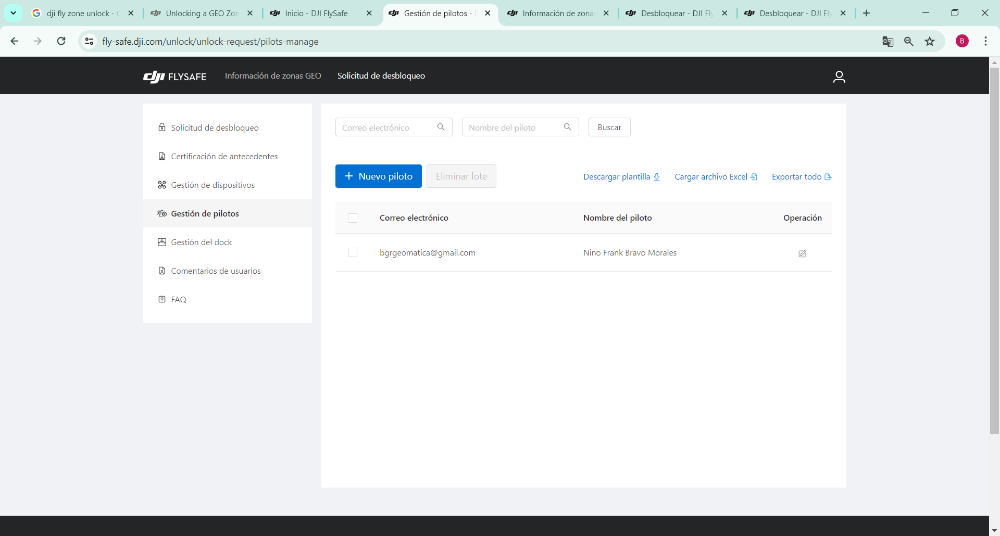 dji fly zone unlock -
Unlocking a GEO Zon
Inicio - DJI FlySafe
Gestión de pilotos -
Información de zona
Desbloquear - DJI Fly
Desbloquear - DJI Fly
fly-safe.dji.com/unlock/unlock-request/pilots-manage
B
dji FLYSAFE
Información de zonas GEO
Solicitud de desbloqueo
Solicitud de desbloqueo
Certificación de antecedentes
Gestión de dispositivos
Gestión de pilotos
Gestión del dock
Comentarios de usuarios
FAQ
Correo electrónico
Nombre del piloto
Buscar
+ Nuevo piloto
Eliminar lote
Descargar plantilla
Cargar archivo Excel
Exportar todo
Correo electrónico
Nombre del piloto
Operación
bgrgeomatica@gmail.com
Nino Frank Bravo Morales